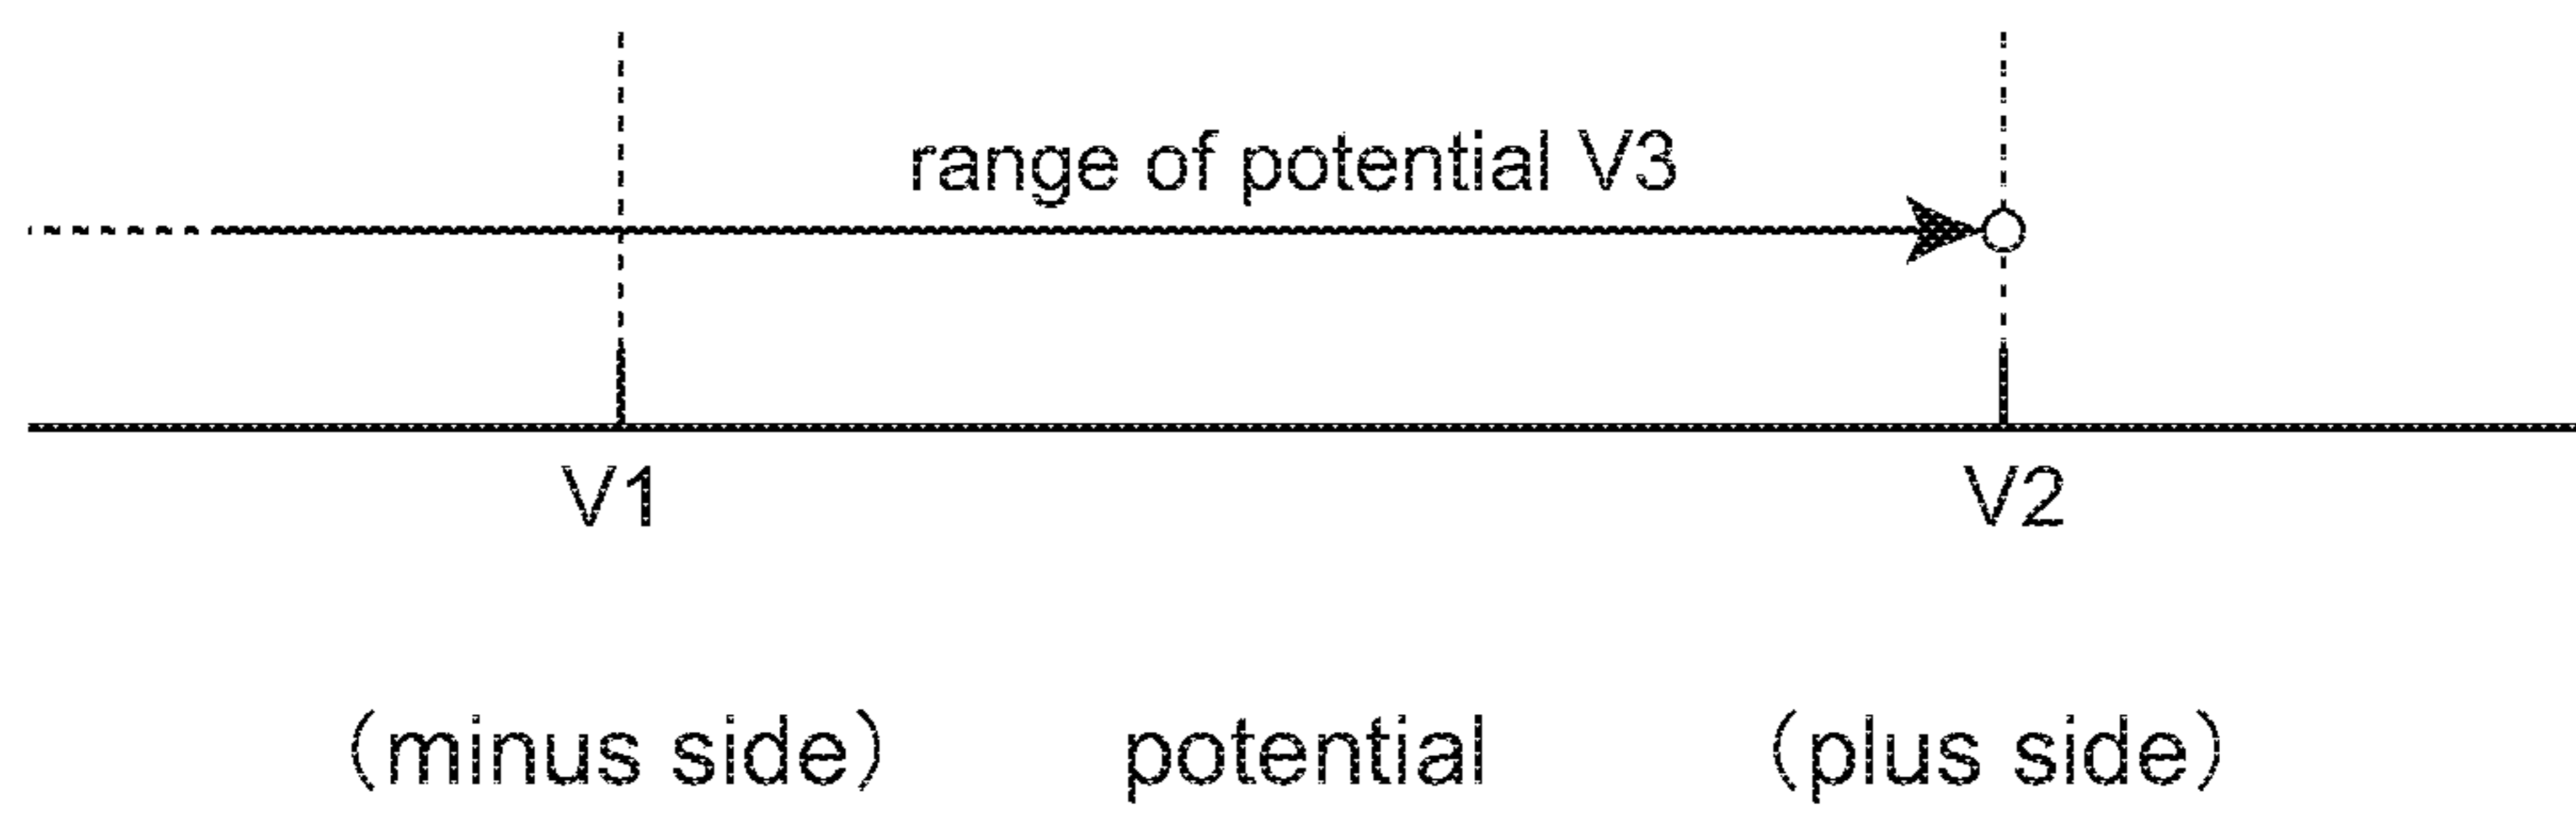 range of potential V3
V1 V2
(minus side) potential (plus side)